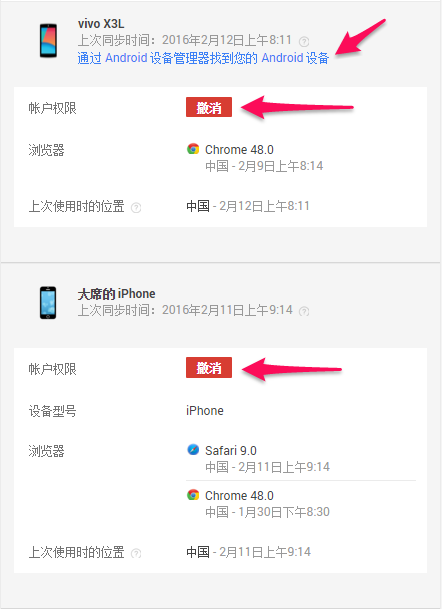 vivo X3L
上次同步时间：2016年2月12日上午8:11 ?
通过 Android 设备管理器找到您的 Android 设备
帐户权限 撤消
浏览器 Chrome 48.0
中国 - 2月9日上午8:14
上次使用时的位置 ? 中国 - 2月12日上午8:11
大席的 iPhone
上次同步时间：2016年2月11日上午9:14 ?
帐户权限 撤消
设备型号 iPhone
浏览器 Safari 9.0
中国 - 2月11日上午9:14
Chrome 48.0
中国 - 1月30日下午8:30
上次使用时的位置 ? 中国 - 2月11日上午9:14